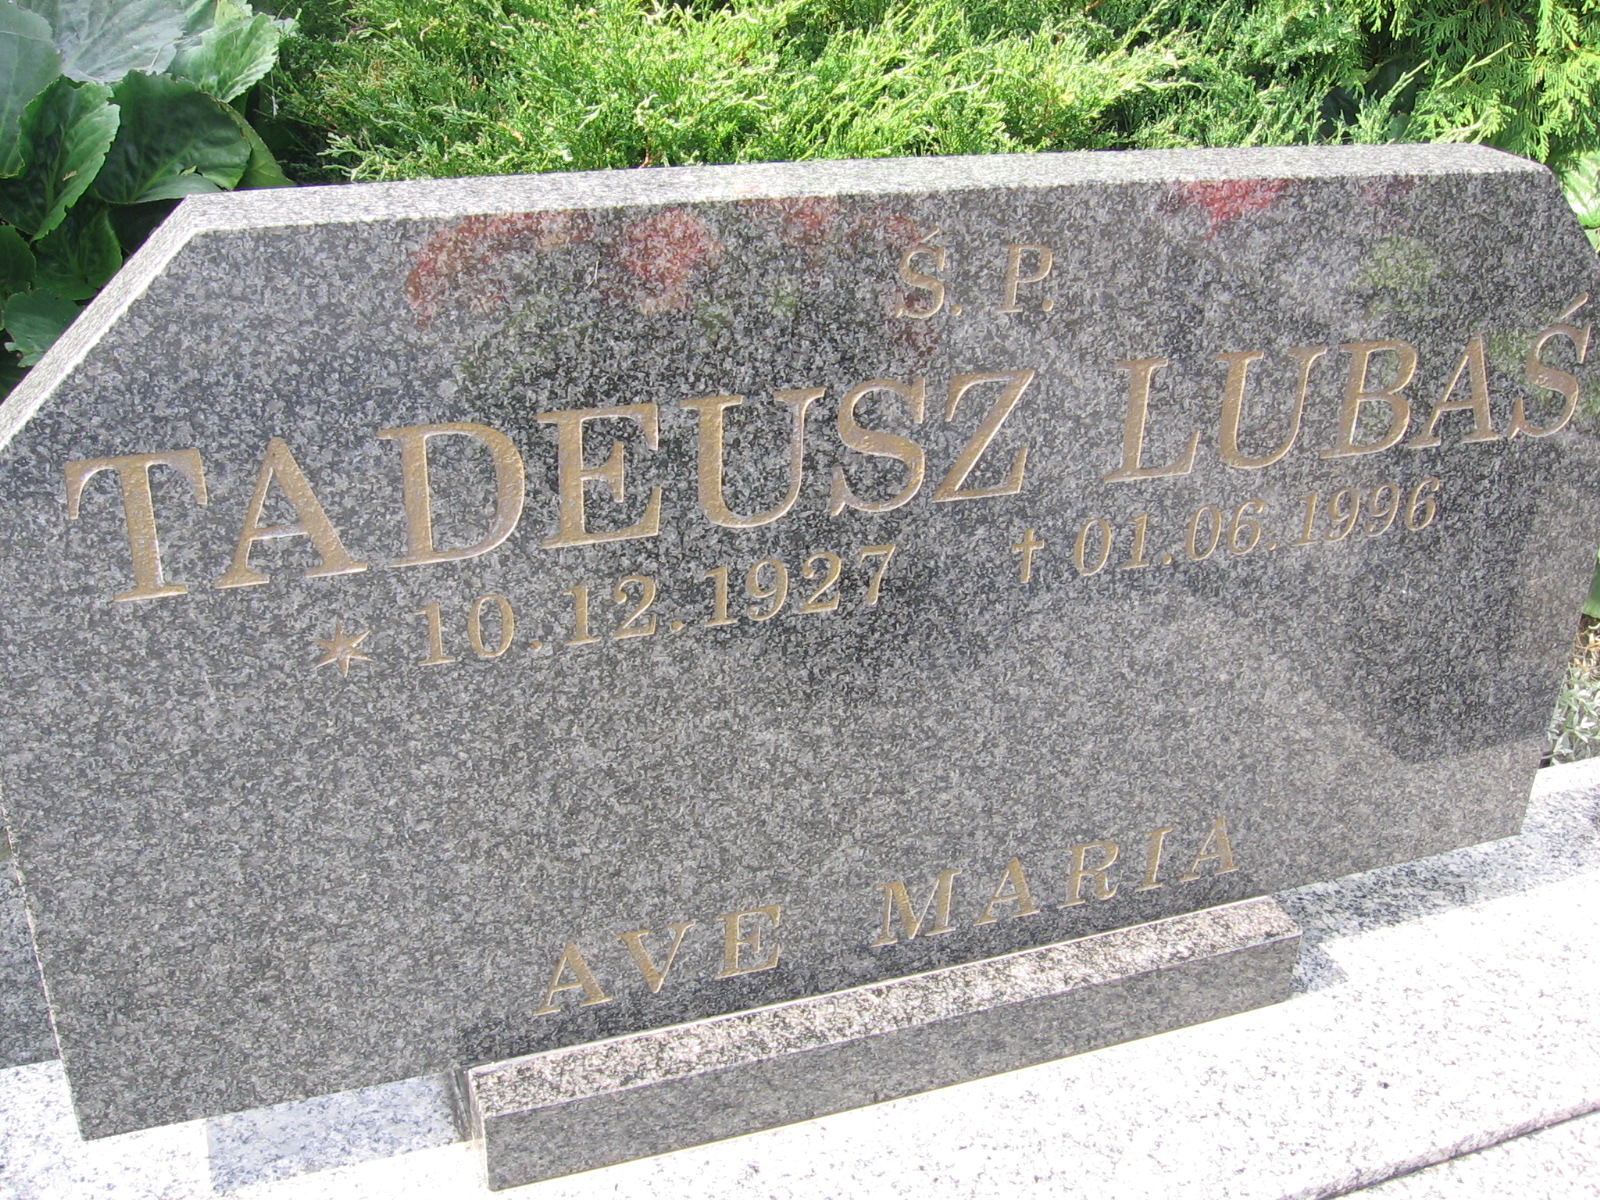 Ś. P.
TADEUSZ LUBAŚ
* 10.12.1927 † 01.06.1996
AVE MARIA